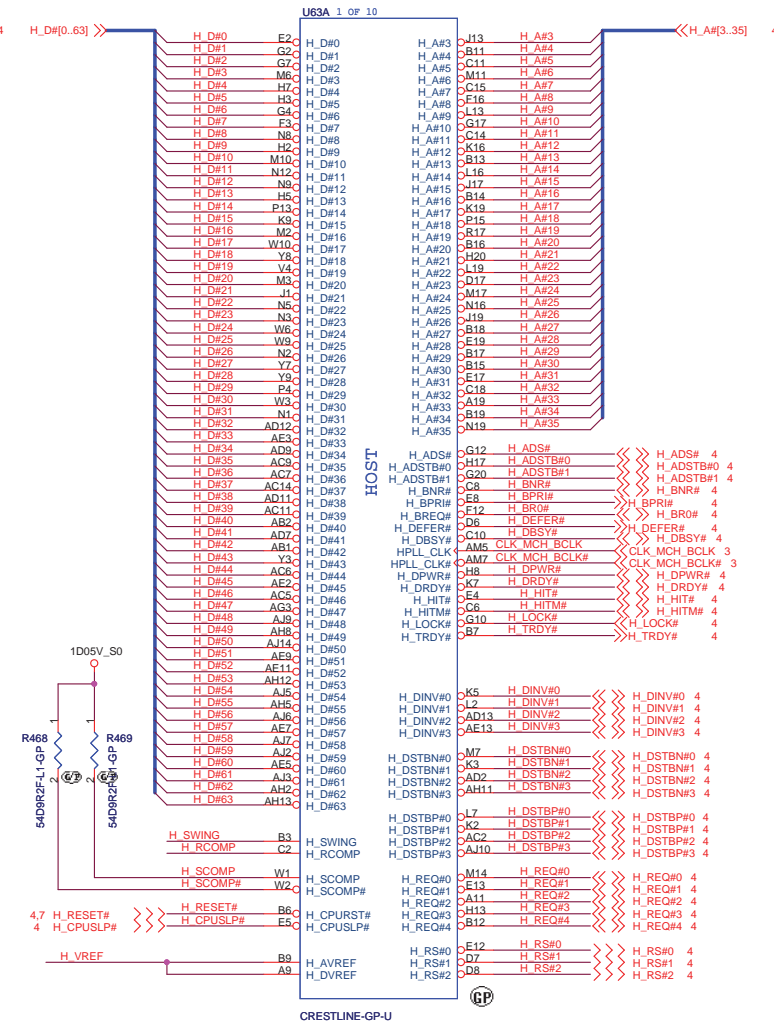 U63A 1 OF 10
4 H_D#[0..63]
H_A#[3..35] 4
H_D#0 E2 H_D#0
H_D#1 G2 H_D#1
H_D#2 G7 H_D#2
H_D#3 M6 H_D#3
H_D#4 H7 H_D#4
H_D#5 H3 H_D#5
H_D#6 G4 H_D#6
H_D#7 F3 H_D#7
H_D#8 N8 H_D#8
H_D#9 H2 H_D#9
H_D#10 M10 H_D#10
H_D#11 N12 H_D#11
H_D#12 N9 H_D#12
H_D#13 H5 H_D#13
H_D#14 P13 H_D#14
H_D#15 K9 H_D#15
H_D#16 M2 H_D#16
H_D#17 W10 H_D#17
H_D#18 Y8 H_D#18
H_D#19 V4 H_D#19
H_D#20 M3 H_D#20
H_D#21 J1 H_D#21
H_D#22 N5 H_D#22
H_D#23 N3 H_D#23
H_D#24 W6 H_D#24
H_D#25 W9 H_D#25
H_D#26 N2 H_D#26
H_D#27 Y7 H_D#27
H_D#28 Y9 H_D#28
H_D#29 P4 H_D#29
H_D#30 W3 H_D#30
H_D#31 N1 H_D#31
H_D#32 AD12 H_D#32
H_D#33 AE3 H_D#33
H_D#34 AD9 H_D#34
H_D#35 AC9 H_D#35
H_D#36 AC7 H_D#36
H_D#37 AC14 H_D#37
H_D#38 AD11 H_D#38
H_D#39 AC11 H_D#39
H_D#40 AB2 H_D#40
H_D#41 AD7 H_D#41
H_D#42 AB1 H_D#42
H_D#43 Y3 H_D#43
H_D#44 AC6 H_D#44
H_D#45 AE2 H_D#45
H_D#46 AC5 H_D#46
H_D#47 AG3 H_D#47
H_D#48 AJ9 H_D#48
H_D#49 AH8 H_D#49
H_D#50 AJ14 H_D#50
H_D#51 AE9 H_D#51
H_D#52 AE11 H_D#52
H_D#53 AH12 H_D#53
H_D#54 AJ5 H_D#54
H_D#55 AH5 H_D#55
H_D#56 AJ6 H_D#56
H_D#57 AE7 H_D#57
H_D#58 AJ7 H_D#58
H_D#59 AJ2 H_D#59
H_D#60 AE5 H_D#60
H_D#61 AJ3 H_D#61
H_D#62 AH2 H_D#62
H_D#63 AH13 H_D#63
1D05V_S0
1 1
R468 R469
54D9R2F-L1-GP 54D9R2F-L1-GP
2 2
H_SWING B3 H_SWING
H_RCOMP C2 H_RCOMP
H_SCOMP W1 H_SCOMP
H_SCOMP# W2 H_SCOMP#
4,7 H_RESET# H_RESET# B6 H_CPURST#
4 H_CPUSLP# H_CPUSLP# E5 H_CPUSLP#
H_VREF B9 H_AVREF
A9 H_DVREF
HOST
H_A#3 J13 H_A#3
H_A#4 B11 H_A#4
H_A#5 C11 H_A#5
H_A#6 M11 H_A#6
H_A#7 C15 H_A#7
H_A#8 F16 H_A#8
H_A#9 L13 H_A#9
H_A#10 G17 H_A#10
H_A#11 C14 H_A#11
H_A#12 K16 H_A#12
H_A#13 B13 H_A#13
H_A#14 L16 H_A#14
H_A#15 J17 H_A#15
H_A#16 B14 H_A#16
H_A#17 K19 H_A#17
H_A#18 P15 H_A#18
H_A#19 R17 H_A#19
H_A#20 B16 H_A#20
H_A#21 H20 H_A#21
H_A#22 L19 H_A#22
H_A#23 D17 H_A#23
H_A#24 M17 H_A#24
H_A#25 N16 H_A#25
H_A#26 J19 H_A#26
H_A#27 B18 H_A#27
H_A#28 E19 H_A#28
H_A#29 B17 H_A#29
H_A#30 B15 H_A#30
H_A#31 E17 H_A#31
H_A#32 C18 H_A#32
H_A#33 A19 H_A#33
H_A#34 B19 H_A#34
H_A#35 N19 H_A#35
H_ADS# G12 H_ADS# H_ADS# 4
H_ADSTB#0 H17 H_ADSTB#0 H_ADSTB#0 4
H_ADSTB#1 G20 H_ADSTB#1 H_ADSTB#1 4
H_BNR# C8 H_BNR# H_BNR# 4
H_BPRI# E8 H_BPRI# H_BPRI# 4
H_BREQ# F12 H_BR0# H_BR0# 4
H_DEFER# D6 H_DEFER# H_DEFER# 4
H_DBSY# C10 H_DBSY# H_DBSY# 4
HPLL_CLK AM5 CLK_MCH_BCLK CLK_MCH_BCLK 3
HPLL_CLK# AM7 CLK_MCH_BCLK# CLK_MCH_BCLK# 3
H_DPWR# H8 H_DPWR# H_DPWR# 4
H_DRDY# K7 H_DRDY# H_DRDY# 4
H_HIT# E4 H_HIT# H_HIT# 4
H_HITM# C6 H_HITM# H_HITM# 4
H_LOCK# G10 H_LOCK# H_LOCK# 4
H_TRDY# B7 H_TRDY# H_TRDY# 4
H_DINV#0 K5 H_DINV#0 H_DINV#0 4
H_DINV#1 L2 H_DINV#1 H_DINV#1 4
H_DINV#2 AD13 H_DINV#2 H_DINV#2 4
H_DINV#3 AE13 H_DINV#3 H_DINV#3 4
H_DSTBN#0 M7 H_DSTBN#0 H_DSTBN#0 4
H_DSTBN#1 K3 H_DSTBN#1 H_DSTBN#1 4
H_DSTBN#2 AD2 H_DSTBN#2 H_DSTBN#2 4
H_DSTBN#3 AH11 H_DSTBN#3 H_DSTBN#3 4
H_DSTBP#0 L7 H_DSTBP#0 H_DSTBP#0 4
H_DSTBP#1 K2 H_DSTBP#1 H_DSTBP#1 4
H_DSTBP#2 AC2 H_DSTBP#2 H_DSTBP#2 4
H_DSTBP#3 AJ10 H_DSTBP#3 H_DSTBP#3 4
H_REQ#0 M14 H_REQ#0 H_REQ#0 4
H_REQ#1 E13 H_REQ#1 H_REQ#1 4
H_REQ#2 A11 H_REQ#2 H_REQ#2 4
H_REQ#3 H13 H_REQ#3 H_REQ#3 4
H_REQ#4 B12 H_REQ#4 H_REQ#4 4
H_RS#0 E12 H_RS#0 H_RS#0 4
H_RS#1 D7 H_RS#1 H_RS#1 4
H_RS#2 D8 H_RS#2 H_RS#2 4
GP
CRESTLINE-GP-U